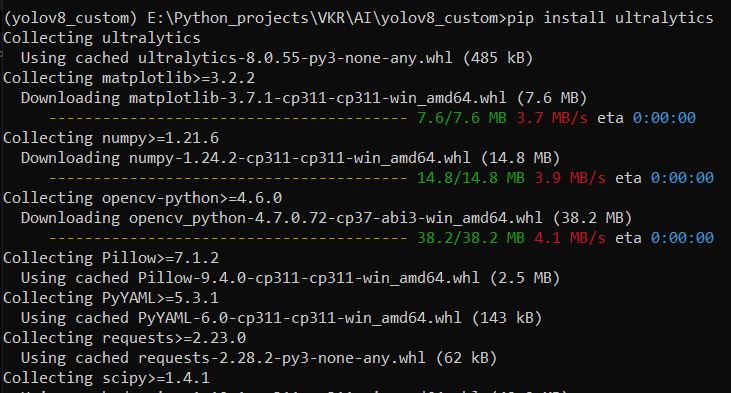 (yolov8_custom) E:\Python_projects\VKR\AI\yolov8_custom>pip install ultralytics
Collecting ultralytics
  Using cached ultralytics-8.0.55-py3-none-any.whl (485 kB)
Collecting matplotlib>=3.2.2
  Downloading matplotlib-3.7.1-cp311-cp311-win_amd64.whl (7.6 MB)
     ---------------------------------------- 7.6/7.6 MB 3.7 MB/s eta 0:00:00
Collecting numpy>=1.21.6
  Downloading numpy-1.24.2-cp311-cp311-win_amd64.whl (14.8 MB)
     ---------------------------------------- 14.8/14.8 MB 3.9 MB/s eta 0:00:00
Collecting opencv-python>=4.6.0
  Downloading opencv_python-4.7.0.72-cp37-abi3-win_amd64.whl (38.2 MB)
     ---------------------------------------- 38.2/38.2 MB 4.1 MB/s eta 0:00:00
Collecting Pillow>=7.1.2
  Using cached Pillow-9.4.0-cp311-cp311-win_amd64.whl (2.5 MB)
Collecting PyYAML>=5.3.1
  Using cached PyYAML-6.0-cp311-cp311-win_amd64.whl (143 kB)
Collecting requests>=2.23.0
  Using cached requests-2.28.2-py3-none-any.whl (62 kB)
Collecting scipy>=1.4.1